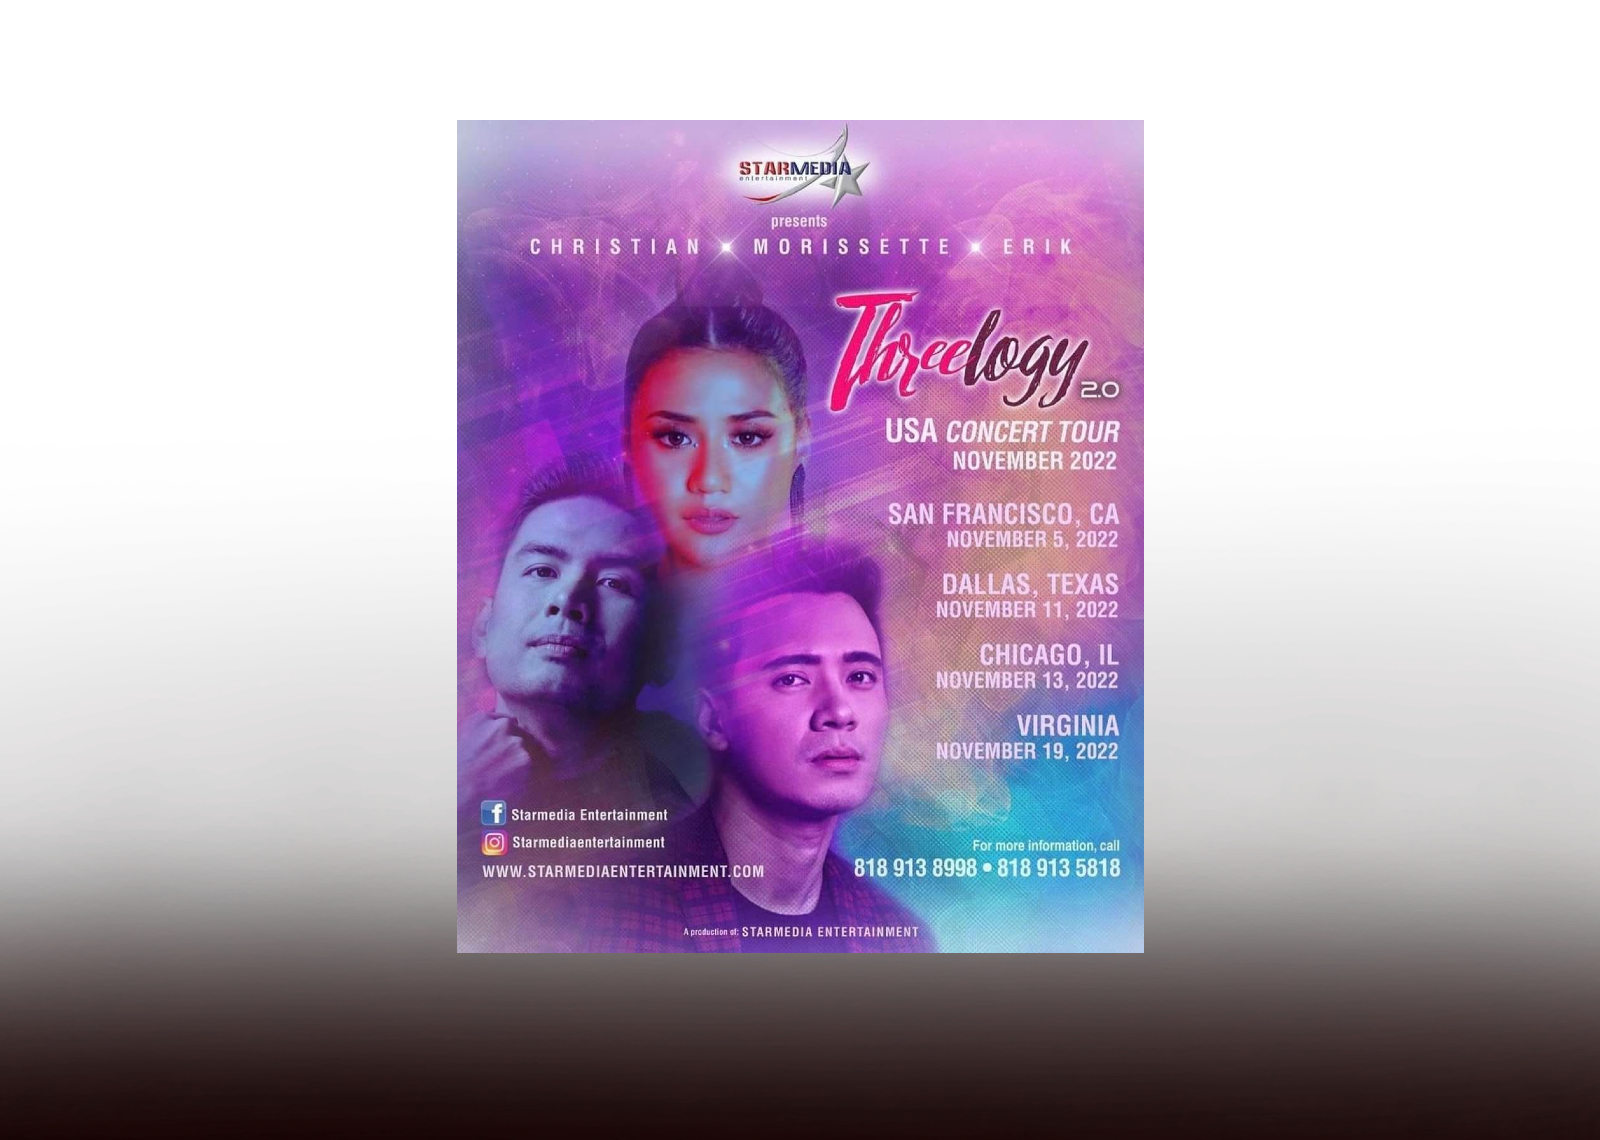 STARMEDIA
entertainment
presents
CHRISTIAN MORISSETTE ERIK
Threelogy 2.0
USA CONCERT TOUR
NOVEMBER 2022
SAN FRANCISCO, CA
NOVEMBER 5, 2022
DALLAS, TEXAS
NOVEMBER 11, 2022
CHICAGO, IL
NOVEMBER 13, 2022
VIRGINIA
NOVEMBER 19, 2022
f Starmedia Entertainment
Starmediaentertainment
WWW.STARMEDIAENTERTAINMENT.COM
For more information, call
818 913 8998 • 818 913 5818
A production of: STARMEDIA ENTERTAINMENT